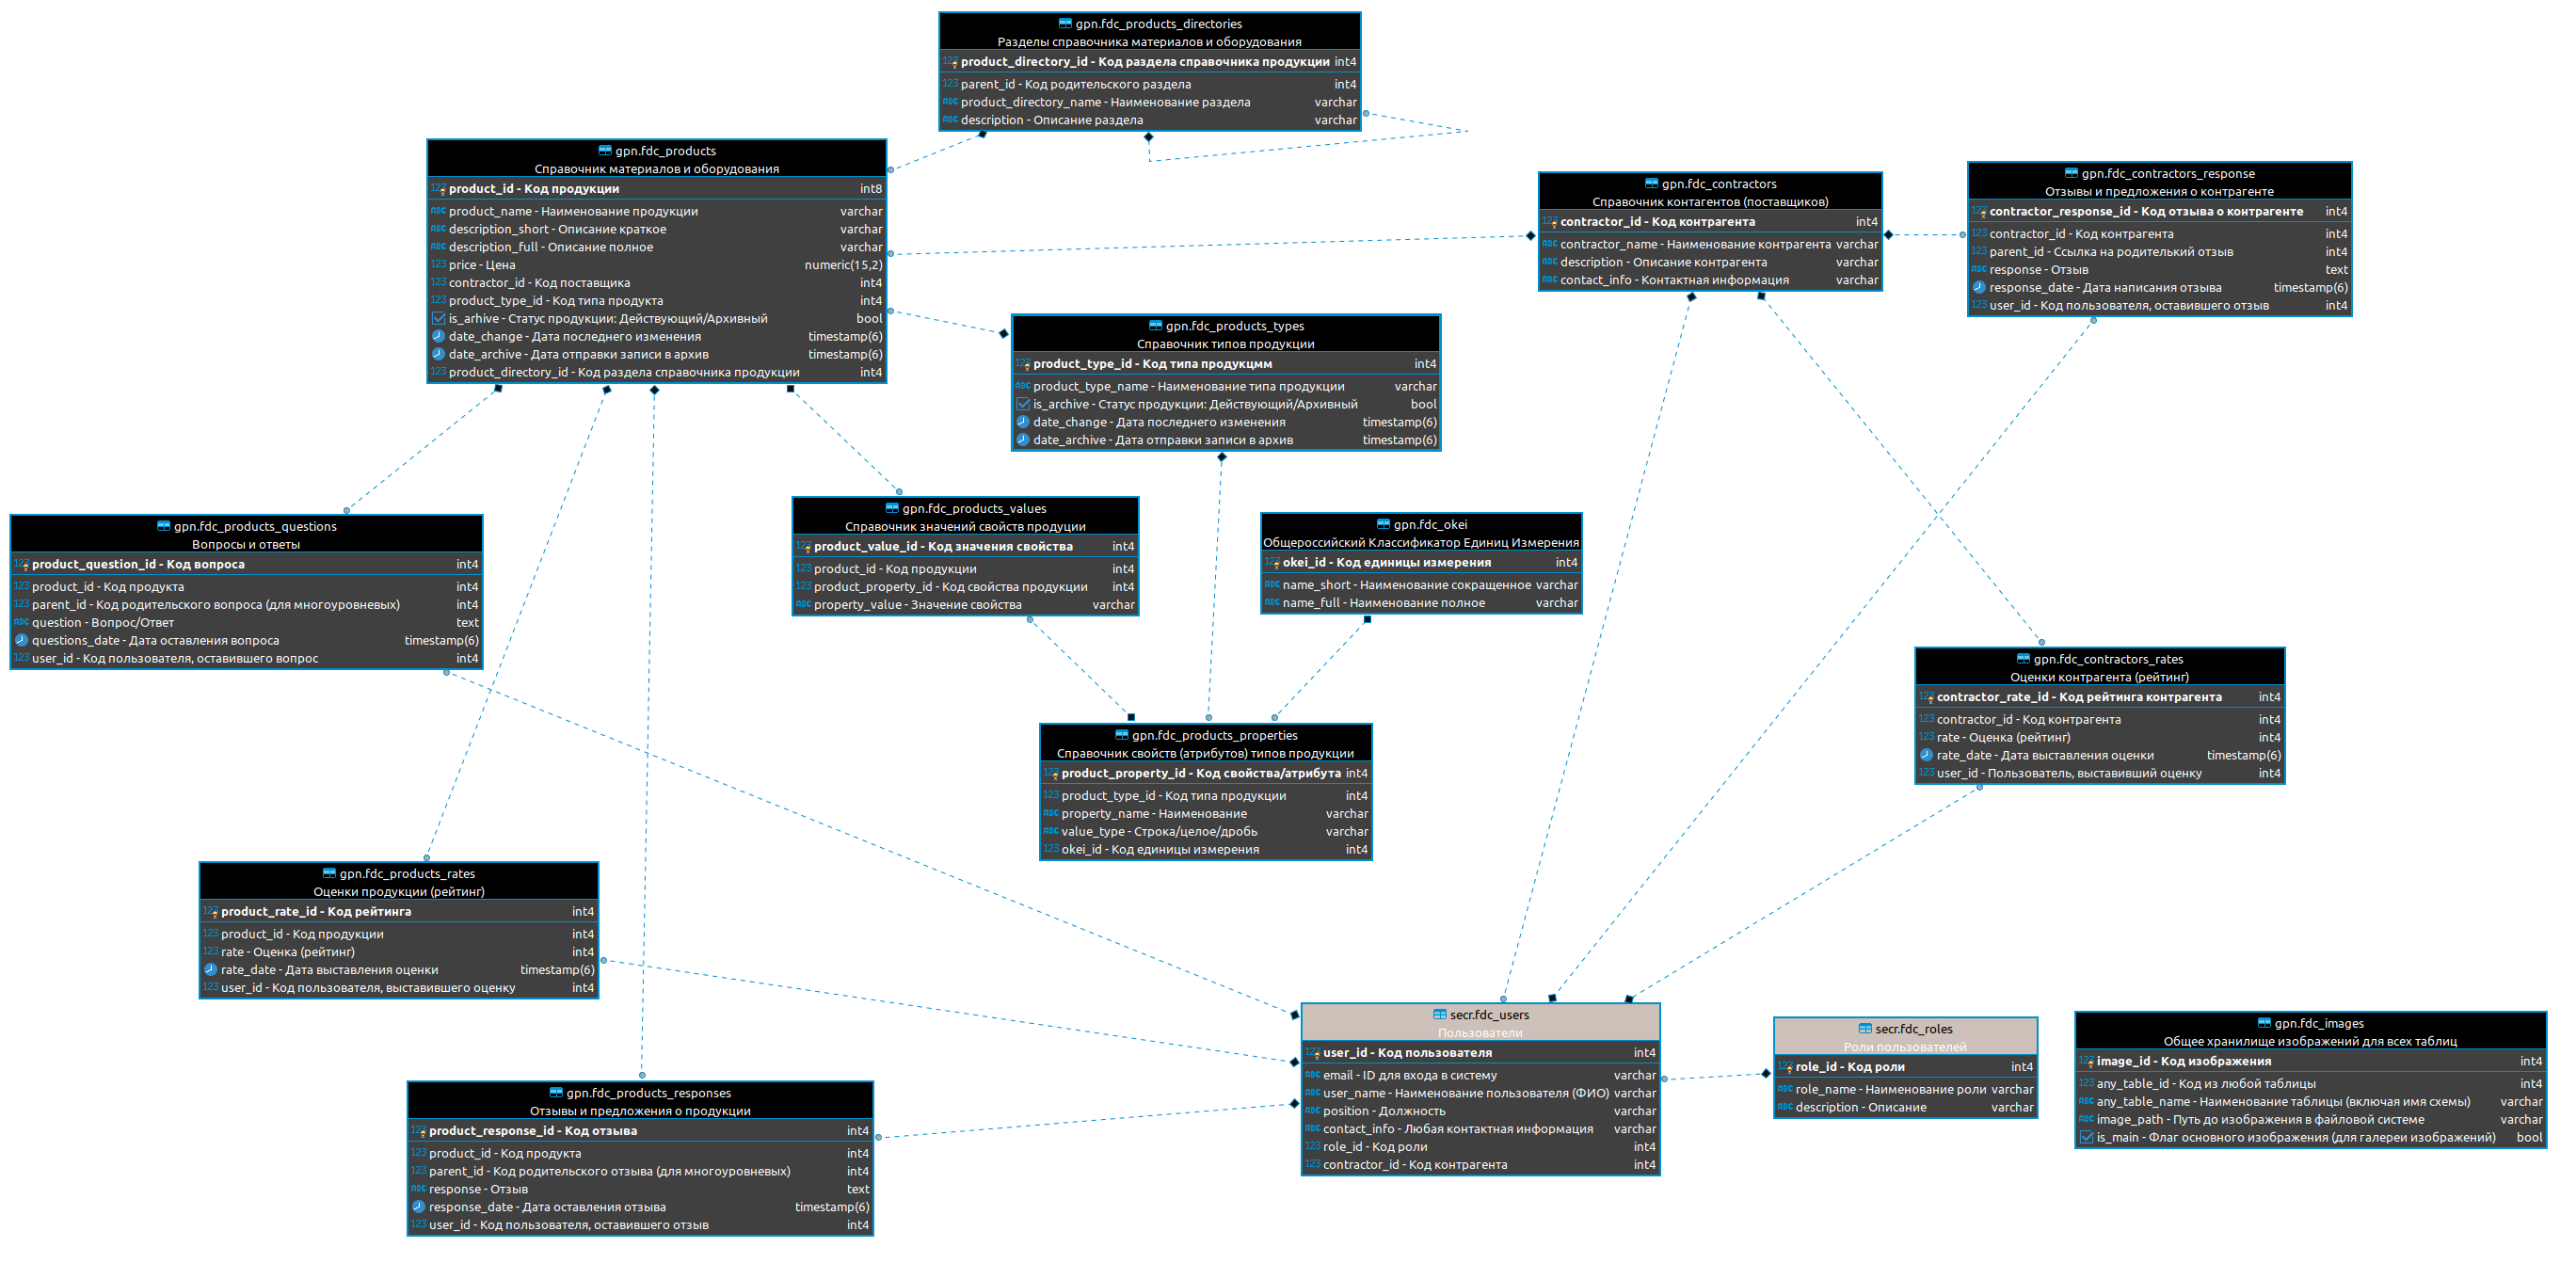 gpn.fdc_products_directories
Разделы справочника материалов и оборудования
product_directory_id - Код раздела справочника продукции int4
parent_id - Код родительского раздела int4
product_directory_name - Наименование раздела varchar
description - Описание раздела varchar
gpn.fdc_products
Справочник материалов и оборудования
product_id - Код продукции int8
product_name - Наименование продукции varchar
description_short - Описание краткое varchar
description_full - Описание полное varchar
price - Цена numeric(15,2)
contractor_id - Код поставщика int4
product_type_id - Код типа продукта int4
is_arhive - Статус продукции: Действующий/Архивный bool
date_change - Дата последнего изменения timestamp(6)
date_archive - Дата отправки записи в архив timestamp(6)
product_directory_id - Код раздела справочника продукции int4
gpn.fdc_contractors
Справочник контагентов (поставщиков)
contractor_id - Код контрагента int4
contractor_name - Наименование контрагента varchar
description - Описание контрагента varchar
contact_info - Контактная информация varchar
gpn.fdc_contractors_response
Отзывы и предложения о контрагенте
contractor_response_id - Код отзыва о контрагенте int4
contractor_id - Код контрагента int4
parent_id - Ссылка на родителький отзыв int4
response - Отзыв text
response_date - Дата написания отзыва timestamp(6)
user_id - Код пользователя, оставившего отзыв int4
gpn.fdc_products_types
Справочник типов продукции
product_type_id - Код типа продукцмм int4
product_type_name - Наименование типа продукции varchar
is_archive - Статус продукции: Действующий/Архивный bool
date_change - Дата последнего изменения timestamp(6)
date_archive - Дата отправки записи в архив timestamp(6)
gpn.fdc_products_questions
Вопросы и ответы
product_question_id - Код вопроса int4
product_id - Код продукта int4
parent_id - Код родительского вопроса (для многоуровневых) int4
question - Вопрос/Ответ text
questions_date - Дата оставления вопроса timestamp(6)
user_id - Код пользователя, оставившего вопрос int4
gpn.fdc_products_values
Справочник значений свойств продуции
product_value_id - Код значения свойства int4
product_id - Код продукции int4
product_property_id - Код свойства продукции int4
property_value - Значение свойства varchar
gpn.fdc_okei
Общероссийский Классификатор Единиц Измерения
okei_id - Код единицы измерения int4
name_short - Наименование сокращенное varchar
name_full - Наименование полное varchar
gpn.fdc_contractors_rates
Оценки контрагента (рейтинг)
contractor_rate_id - Код рейтинга контрагента int4
contractor_id - Код контрагента int4
rate - Оценка (рейтинг) int4
rate_date - Дата выставления оценки timestamp(6)
user_id - Пользователь, выставивший оценку int4
gpn.fdc_products_properties
Справочник свойств (атрибутов) типов продукции
product_property_id - Код свойства/атрибута int4
product_type_id - Код типа продукции int4
property_name - Наименование varchar
value_type - Строка/целое/дробь varchar
okei_id - Код единицы измерения int4
gpn.fdc_products_rates
Оценки продукции (рейтинг)
product_rate_id - Код рейтинга int4
product_id - Код продукции int4
rate - Оценка (рейтинг) int4
rate_date - Дата выставления оценки timestamp(6)
user_id - Код пользователя, выставившего оценку int4
secr.fdc_users
Пользователи
user_id - Код пользователя int4
email - ID для входа в систему varchar
user_name - Наименование пользователя (ФИО) varchar
position - Должность varchar
contact_info - Любая контактная информация varchar
role_id - Код роли int4
contractor_id - Код контрагента int4
secr.fdc_roles
Роли пользователей
role_id - Код роли int4
role_name - Наименование роли varchar
description - Описание varchar
gpn.fdc_images
Общее хранилище изображений для всех таблиц
image_id - Код изображения int4
any_table_id - Код из любой таблицы int4
any_table_name - Наименование таблицы (включая имя схемы) varchar
image_path - Путь до изображения в файловой системе varchar
is_main - Флаг основного изображения (для галереи изображений) bool
gpn.fdc_products_responses
Отзывы и предложения о продукции
product_response_id - Код отзыва int4
product_id - Код продукта int4
parent_id - Код родительского отзыва (для многоуровневых) int4
response - Отзыв text
response_date - Дата оставления отзыва timestamp(6)
user_id - Код пользователя, оставившего отзыв int4